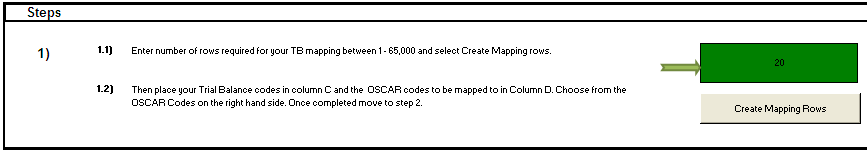 Steps
1)
1.1) Enter number of rows required for your TB mapping between 1- 65,000 and select Create Mapping rows.
20
1.2) Then place your Trial Balance codes in column C and the OSCAR codes to be mapped to in Column D. Choose from the
OSCAR Codes on the right hand side. Once completed move to step 2.
Create Mapping Rows